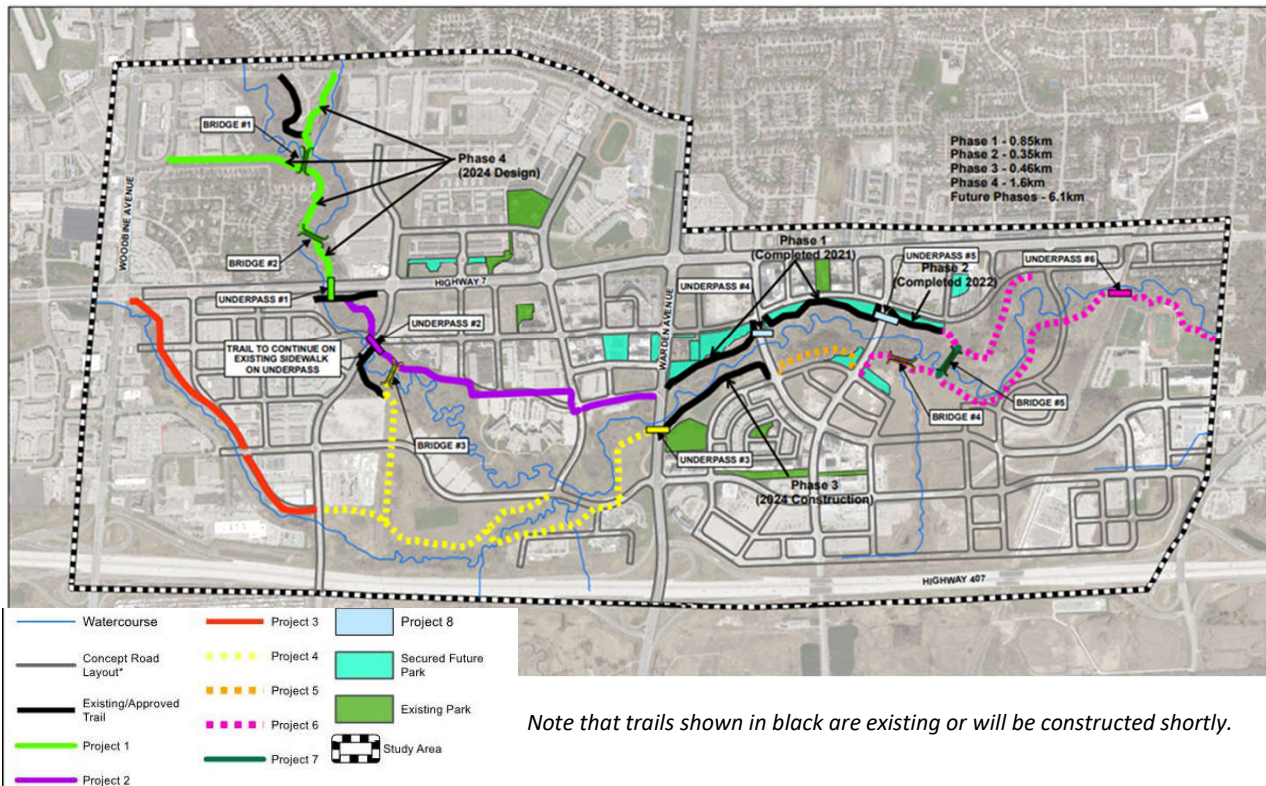 BRIDGE #1
Phase 4
(2024 Design)
WOODBINE AVENUE
BRIDGE #2
UNDERPASS #1
HIGHWAY 7
UNDERPASS #2
TRAIL TO CONTINUE ON
EXISTING SIDEWALK
ON UNDERPASS
BRIDGE #3
Phase 1 - 0.85km
Phase 2 - 0.35km
Phase 3 - 0.46km
Phase 4 - 1.6km
Future Phases - 6.1km
WARDEN AVENUE
Phase 1
(Completed 2021)
UNDERPASS #4
UNDERPASS #5
Phase 2
(Completed 2022)
UNDERPASS #6
BRIDGE #4
BRIDGE #5
UNDERPASS #3
Phase 3
(2024 Construction)
HIGHWAY 407
Watercourse
Concept Road
Layout*
Existing/Approved
Trail
Project 1
Project 2
Project 3
Project 4
Project 5
Project 6
Project 7
Project 8
Secured Future
Park
Existing Park
Study Area
Note that trails shown in black are existing or will be constructed shortly.